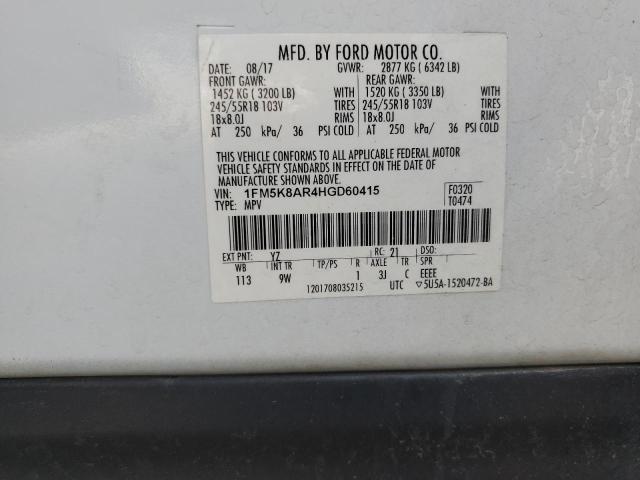 MFD. BY FORD MOTOR CO.
DATE: 08/17 GVWR: 2877 KG ( 6342 LB)
FRONT GAWR: REAR GAWR:
1452 KG ( 3200 LB) WITH 1520 KG ( 3350 LB) WITH
245/55R18 103V TIRES 245/55R18 103V TIRES
18x8.0J RIMS 18x8.0J RIMS
AT 250 kPa/ 36 PSI COLD AT 250 kPa/ 36 PSI COLD
THIS VEHICLE CONFORMS TO ALL APPLICABLE FEDERAL MOTOR
VEHICLE SAFETY STANDARDS IN EFFECT ON THE DATE OF
MANUFACTURE SHOWN ABOVE.
VIN: 1FM5K8AR4HGD60415 F0320
TYPE: MPV T0474
EXT PNT: YZ RC: 21 DSO:
WB INT TR TP/PS R AXLE TR SPR
113 9W 1 3J C EEEE
1201708035215 UTC ▽5U5A-1520472-BA